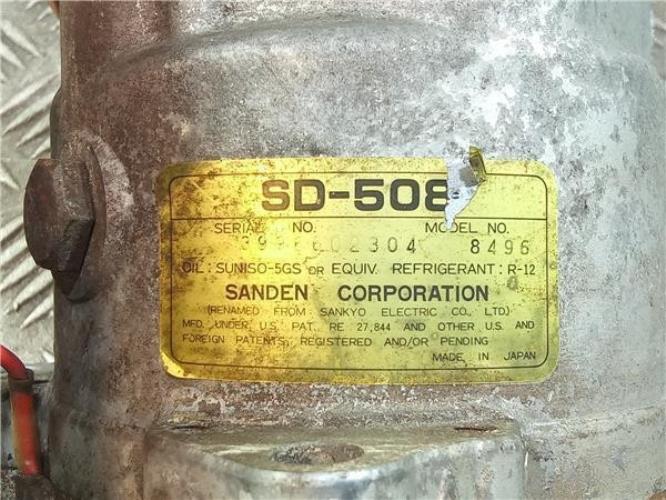 SD-508
SERIAL NO. MODEL NO.
8496
OIL : SUNISO-5GS OR EQUIV. REFRIGERANT : R-12
SANDEN CORPORATION
(RENAMED FROM SANKYO ELECTRIC CO., LTD)
MFD. UNDER U.S. PAT. RE 27,844 AND OTHER U.S. AND
FOREIGN PATENTS, REGISTERED AND/OR PENDING
MADE IN JAPAN